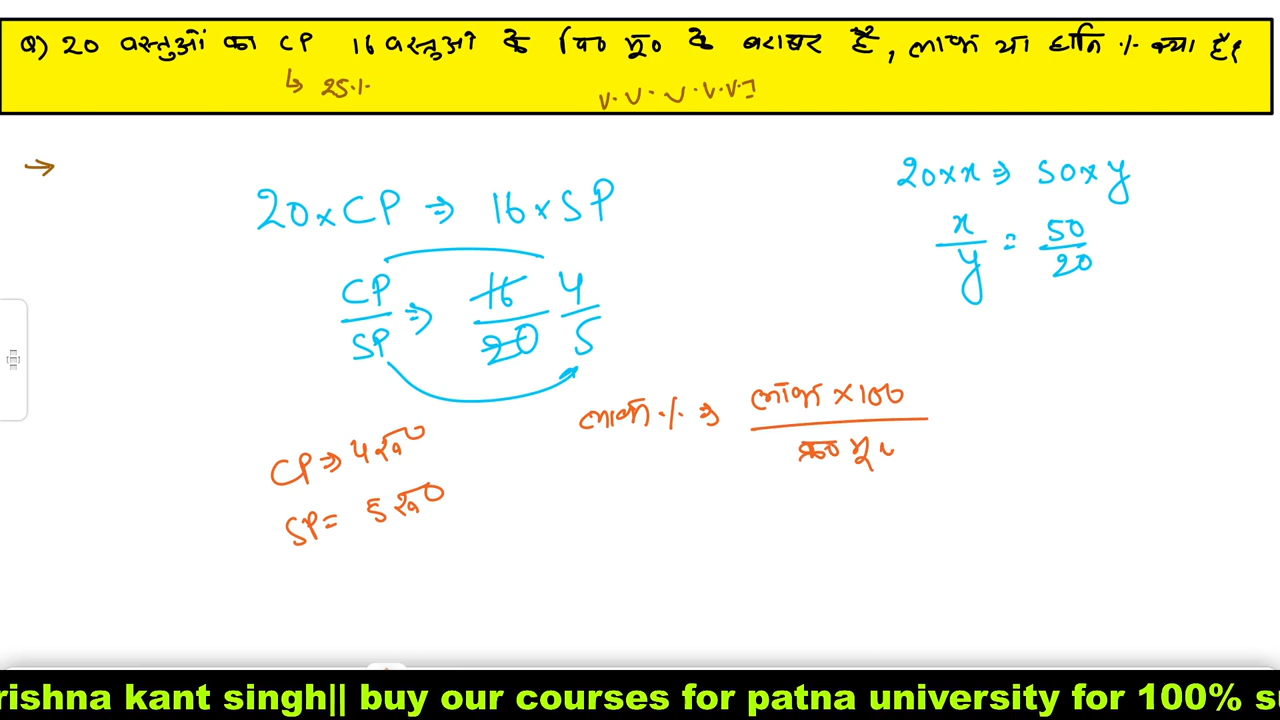 Q) 20 वस्तुओं का CP 16 वस्तुओं के वि० मू० के बराबर है, लाभ या हानि % क्या है?
↳ 25%
V.V.V.V.V.I
→
20×CP ⇒ 16×SP
CP/SP ⇒ 16/20 4/5
20×x ⇒ 50×y
x/y = 50/20
CP ⇒ 4रु०
SP = 5रु०
लाभ % ⇒ लाभ ×100 / क्र० मू०
rishna kant singh|| buy our courses for patna university for 100% s